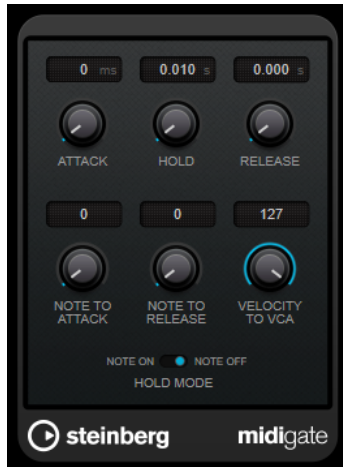 0 ms 0.010 s 0.000 s
ATTACK HOLD RELEASE
0 0 127
NOTE TO ATTACK NOTE TO RELEASE VELOCITY TO VCA
NOTE ON NOTE OFF
HOLD MODE
steinberg midigate